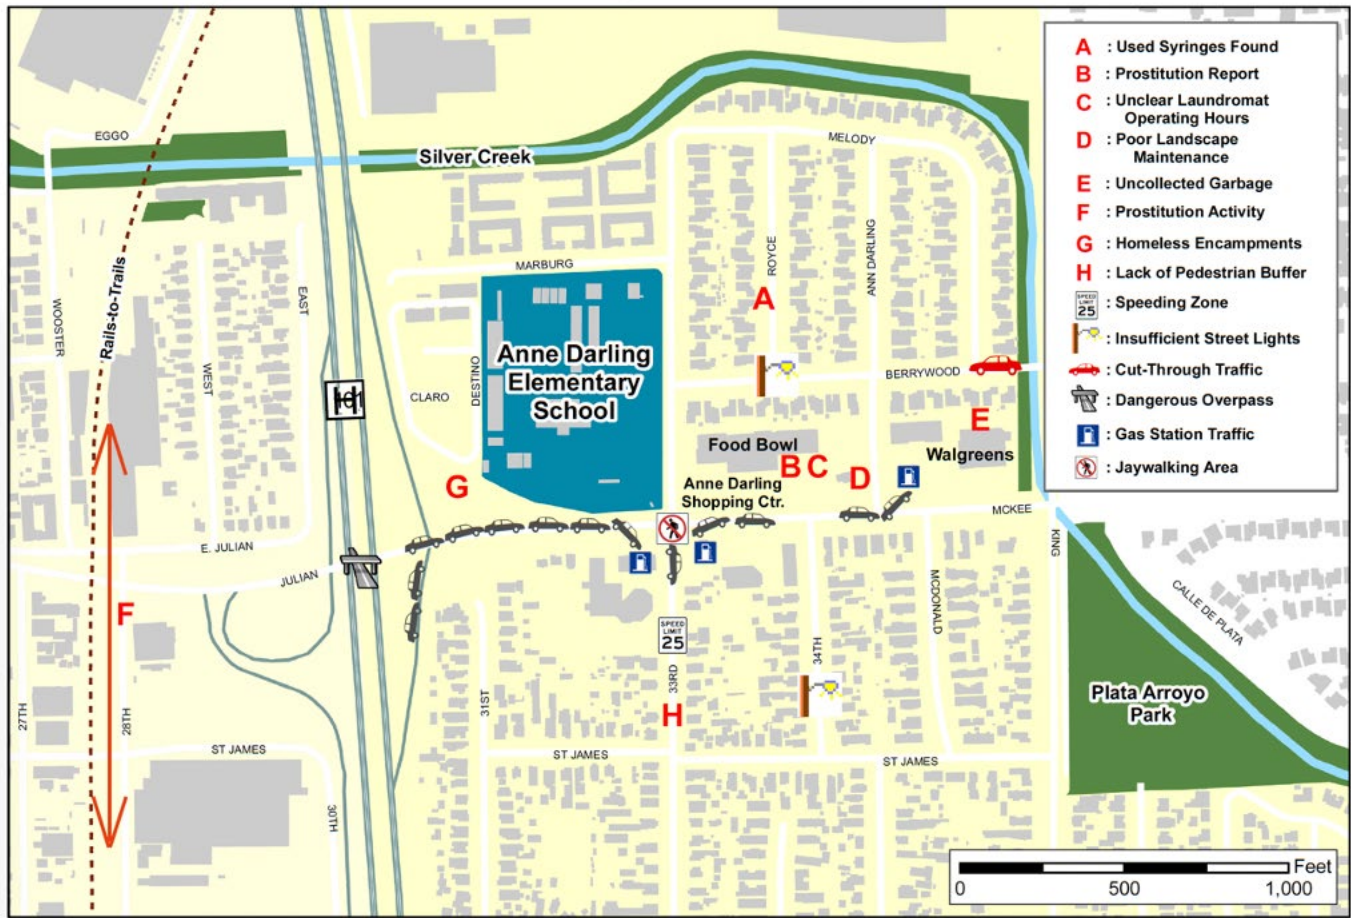 A : Used Syringes Found
B : Prostitution Report
C : Unclear Laundromat
Operating Hours
D : Poor Landscape
Maintenance
E : Uncollected Garbage
F : Prostitution Activity
G : Homeless Encampments
H : Lack of Pedestrian Buffer
SPEED LIMIT 25 : Speeding Zone
: Insufficient Street Lights
: Cut-Through Traffic
: Dangerous Overpass
: Gas Station Traffic
: Jaywalking Area
EGGO
Silver Creek
MELODY
MARBURG
ROYCE
ANN DARLING
EAST
WOOSTER
Rails-to-Trails
WEST
A
Anne Darling
Elementary
School
DESTINO
CLARO
BERRYWOOD
101
E
Food Bowl
Walgreens
B C
D
G
Anne Darling
Shopping Ctr.
MCKEE
E. JULIAN
JULIAN
KING
MCDONALD
CALLE DE PLATA
F
SPEED
LIMIT
25
34TH
33RD
31ST
H
27TH
28TH
Plata Arroyo
Park
ST JAMES
ST JAMES
ST JAMES
30TH
Feet
0 500 1,000